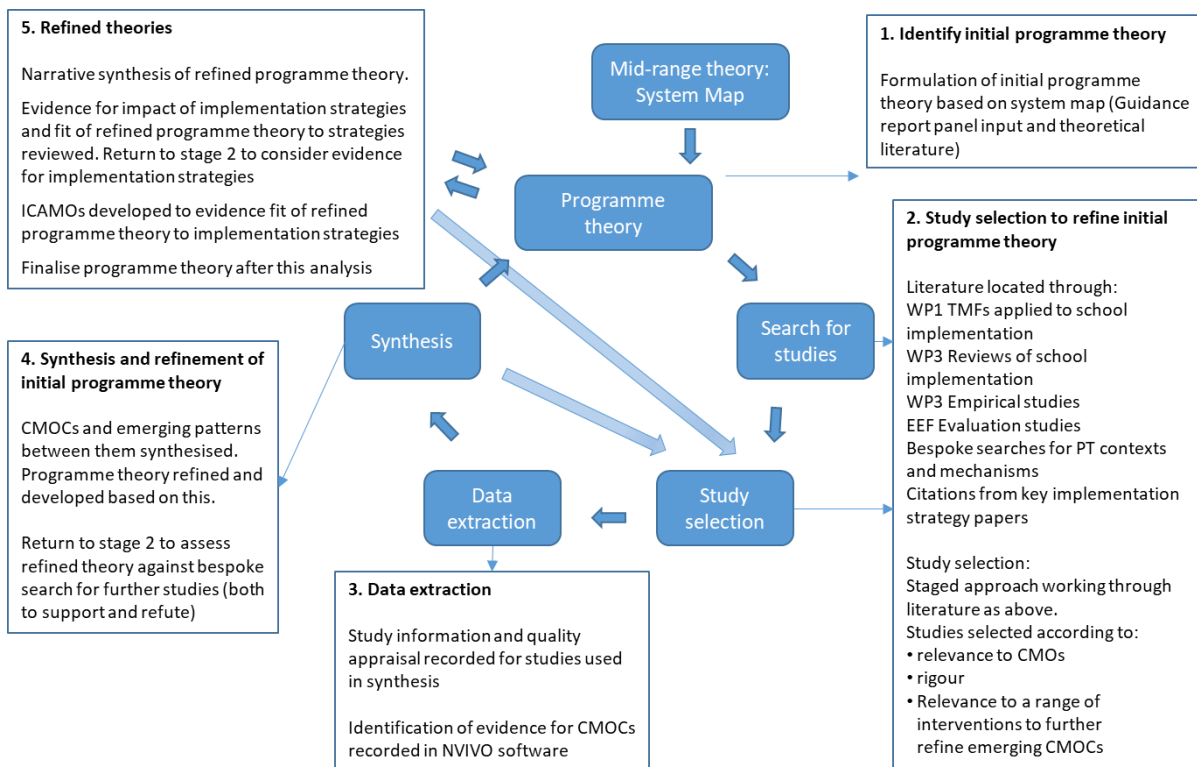 5. Refined theories
Narrative synthesis of refined programme theory.
Evidence for impact of implementation strategies
and fit of refined programme theory to strategies
reviewed. Return to stage 2 to consider evidence
for implementation strategies
ICAMOs developed to evidence fit of refined
programme theory to implementation strategies
Finalise programme theory after this analysis
Mid-range theory:
System Map
1. Identify initial programme theory
Formulation of initial programme
theory based on system map (Guidance
report panel input and theoretical
literature)
Programme
theory
Search for
studies
2. Study selection to refine initial
programme theory
Literature located through:
WP1 TMFs applied to school
implementation
WP3 Reviews of school
implementation
WP3 Empirical studies
EEF Evaluation studies
Bespoke searches for PT contexts
and mechanisms
Citations from key implementation
strategy papers
Study selection:
Staged approach working through
literature as above.
Studies selected according to:
• relevance to CMOs
• rigour
• Relevance to a range of
interventions to further
refine emerging CMOCs
Study
selection
Data
extraction
3. Data extraction
Study information and quality
appraisal recorded for studies used
in synthesis
Identification of evidence for CMOCs
recorded in NVIVO software
Synthesis
4. Synthesis and refinement of
initial programme theory
CMOCs and emerging patterns
between them synthesised.
Programme theory refined and
developed based on this.
Return to stage 2 to assess
refined theory against bespoke
search for further studies (both
to support and refute)